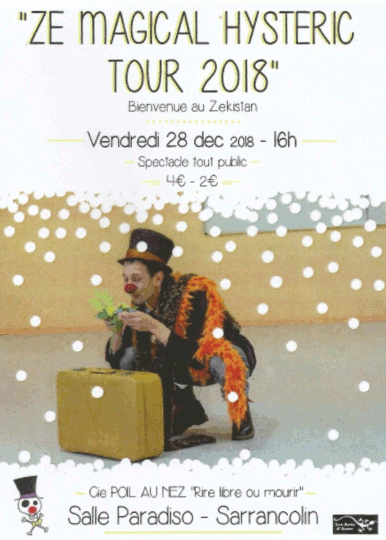 "ZE MAGICAL HYSTERIC
TOUR 2018"
Bienvenue au Zekistan
Vendredi 28 dec 2018 - 16h
Spectacle tout public
4€ - 2€
Cie POIL AU NEZ "Rire libre ou mourir"
Salle Paradiso - Sarrancolin